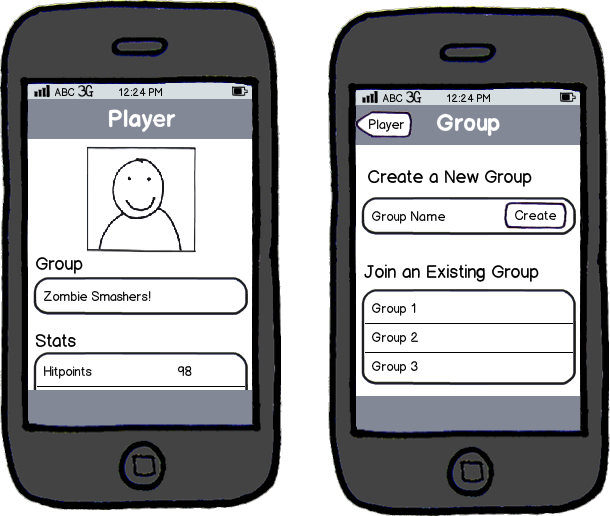 ABC 3G 12:24 PM
Player
Group
Zombie Smashers!
Stats
Hitpoints 98
ABC 3G 12:24 PM
Player Group
Create a New Group
Group Name Create
Join an Existing Group
Group 1
Group 2
Group 3